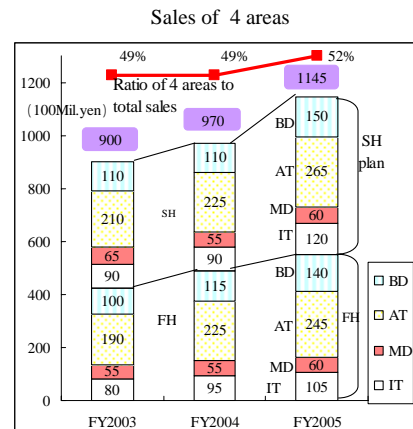 Sales of 4 areas
49% 49% 52%
Ratio of 4 areas to
total sales
(100Mil.yen)
1200
1000
800
600
400
200
0
900
110
210
65
90
100
190
55
80
970
110
SH
225
55
90
115
FH
225
55
95
1145
BD 150
AT 265
MD 60
IT 120
BD 140
AT 245
MD 60
IT 105
SH
plan
FH
BD
AT
MD
IT
FY2003 FY2004 FY2005